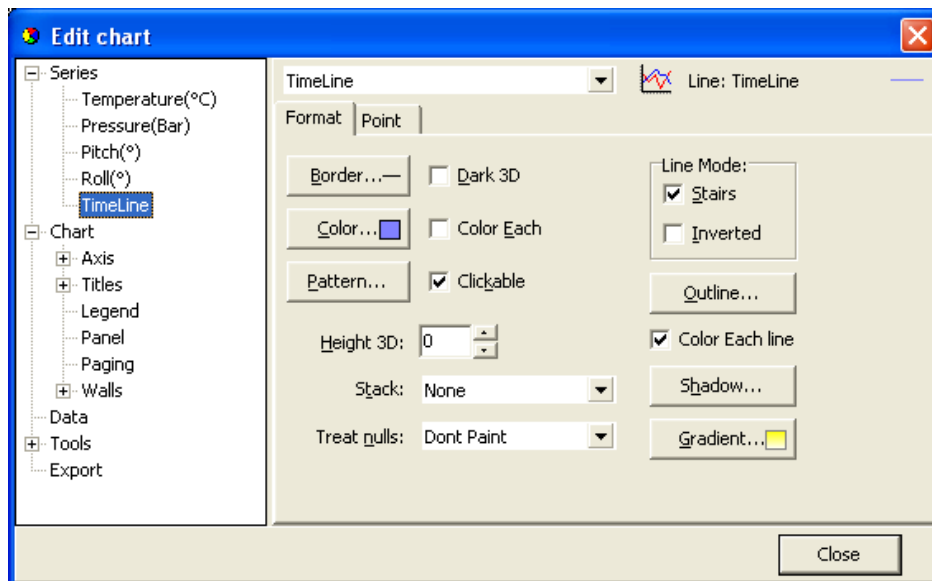 Edit chart
Series
Temperature(°C)
Pressure(Bar)
Pitch(°)
Roll(°)
TimeLine
Chart
Axis
Titles
Legend
Panel
Paging
Walls
Data
Tools
Export
TimeLine
Line: TimeLine
Format
Point
Border...
Dark 3D
Color...
Color Each
Pattern...
Clickable
Height 3D: 0
Stack: None
Treat nulls: Dont Paint
Line Mode:
Stairs
Inverted
Outline...
Color Each line
Shadow...
Gradient...
Close